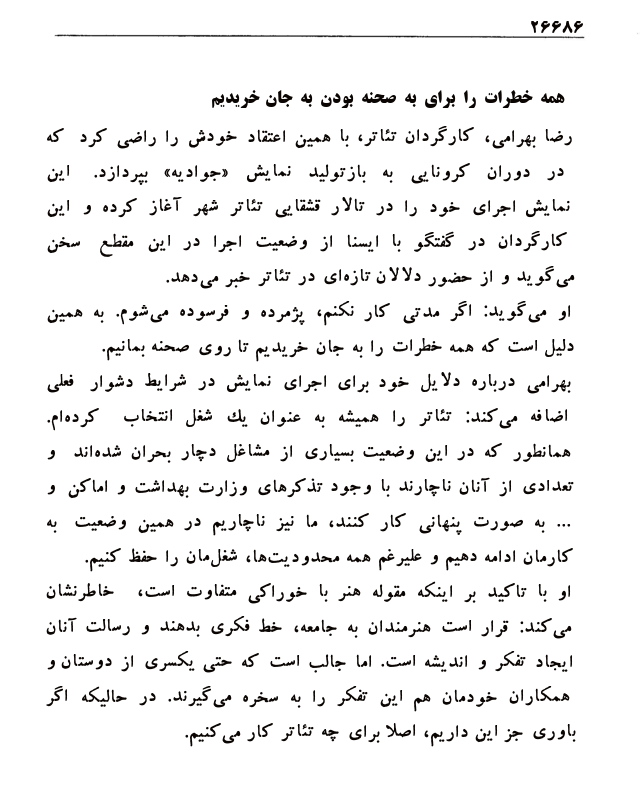 ۲۶۶۸۶
همه خطرات را برای به صحنه بودن به جان خریدیم
رضا بهرامی، کارگردان تئاتر، با همین اعتقاد خودش را راضی کرد که
در دوران کرونایی به بازتولید نمایش «جوادیه» بپردازد. این
نمایش اجرای خود را در تالار قشقایی تئاتر شهر آغاز کرده و این
کارگردان در گفتگو با ایسنا از وضعیت اجرا در این مقطع سخن
می‌گوید و از حضور دلالان تازه‌ای در تئاتر خبر می‌دهد.
او می‌گوید: اگر مدتی کار نکنم، پژمرده و فرسوده می‌شوم. به همین
دلیل است که همه خطرات را به جان خریدیم تا روی صحنه بمانیم.
بهرامی درباره دلایل خود برای اجرای نمایش در شرایط دشوار فعلی
اضافه می‌کند: تئاتر را همیشه به عنوان یك شغل انتخاب کرده‌ام.
همانطور که در این وضعیت بسیاری از مشاغل دچار بحران شده‌اند و
تعدادی از آنان ناچارند با وجود تذکرهای وزارت بهداشت و اماکن و
... به صورت پنهانی کار کنند، ما نیز ناچاریم در همین وضعیت به
کارمان ادامه دهیم و علیرغم همه محدودیت‌ها، شغل‌مان را حفظ کنیم.
او با تاکید بر اینکه مقوله هنر با خوراکی متفاوت است، خاطرنشان
می‌کند: قرار است هنرمندان به جامعه، خط فکری بدهند و رسالت آنان
ایجاد تفکر و اندیشه است. اما جالب است که حتی یکسری از دوستان و
همکاران خودمان هم این تفکر را به سخره می‌گیرند. در حالیکه اگر
باوری جز این داریم، اصلا برای چه تئاتر کار می‌کنیم.